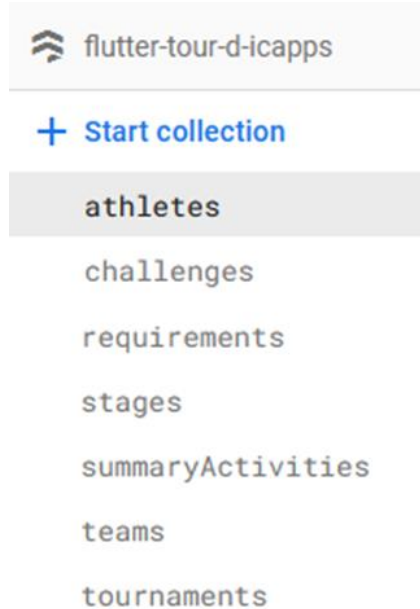 flutter-tour-d-icapps
+ Start collection
athletes
challenges
requirements
stages
summaryActivities
teams
tournaments